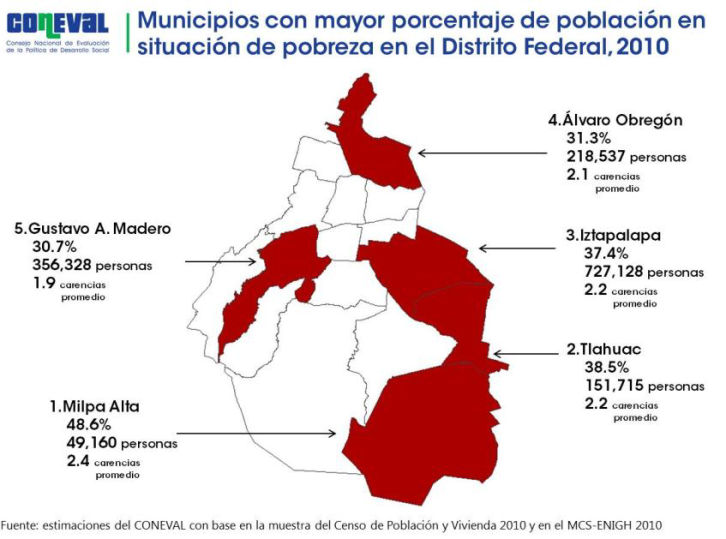 CONEVAL
Consejo Nacional de Evaluación
de la Política de Desarrollo Social
Municipios con mayor porcentaje de población en
situación de pobreza en el Distrito Federal, 2010
4.Álvaro Obregón
31.3%
218,537 personas
2.1 carencias
promedio
5.Gustavo A. Madero
30.7%
356,328 personas
1.9 carencias
promedio
3.Iztapalapa
37.4%
727,128 personas
2.2 carencias
promedio
2.Tlahuac
38.5%
151,715 personas
2.2 carencias
promedio
1.Milpa Alta
48.6%
49,160 personas
2.4 carencias
promedio
Fuente: estimaciones del CONEVAL con base en la muestra del Censo de Población y Vivienda 2010 y en el MCS-ENIGH 2010